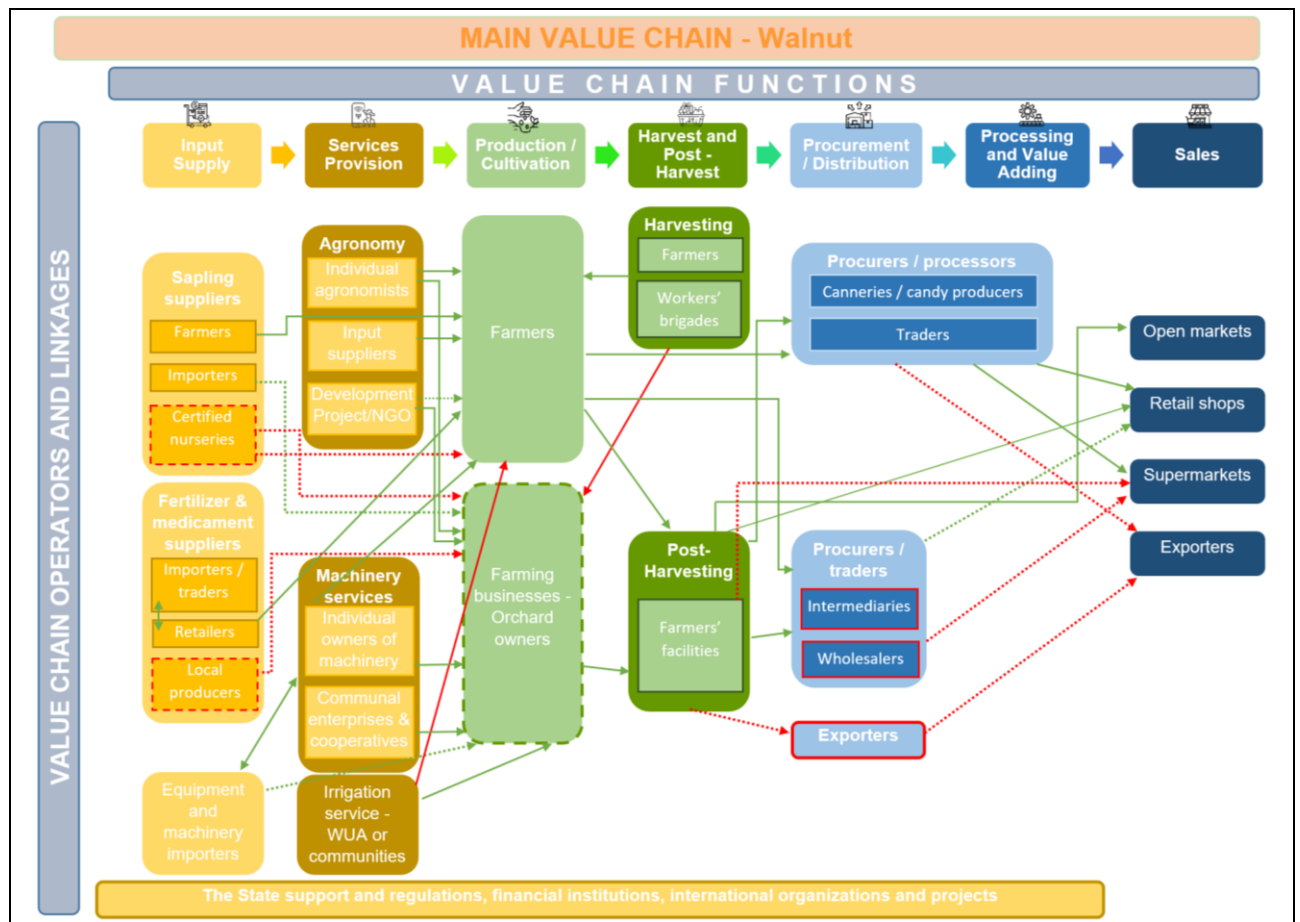 MAIN VALUE CHAIN - Walnut
VALUE CHAIN FUNCTIONS
VALUE CHAIN OPERATORS AND LINKAGES
Input
Supply
Services
Provision
Production /
Cultivation
Harvest and
Post -
Harvest
Procurement
/ Distribution
Processing
and Value
Adding
Sales
Sapling
suppliers
Farmers
Importers
Certified
nurseries
Fertilizer &
medicament
suppliers
Importers /
traders
Retailers
Local
producers
Equipment
and
machinery
importers
Agronomy
Individual
agronomists
Input
suppliers
Development
Project/NGO
Machinery
services
Individual
owners of
machinery
Communal
enterprises &
cooperatives
Irrigation
service -
WUA or
communities
Farmers
Farming
businesses -
Orchard
owners
Harvesting
Farmers
Workers'
brigades
Post-
Harvesting
Farmers'
facilities
Procurers / processors
Canneries / candy producers
Traders
Procurers /
traders
Intermediaries
Wholesalers
Exporters
Open markets
Retail shops
Supermarkets
Exporters
The State support and regulations, financial institutions, international organizations and projects